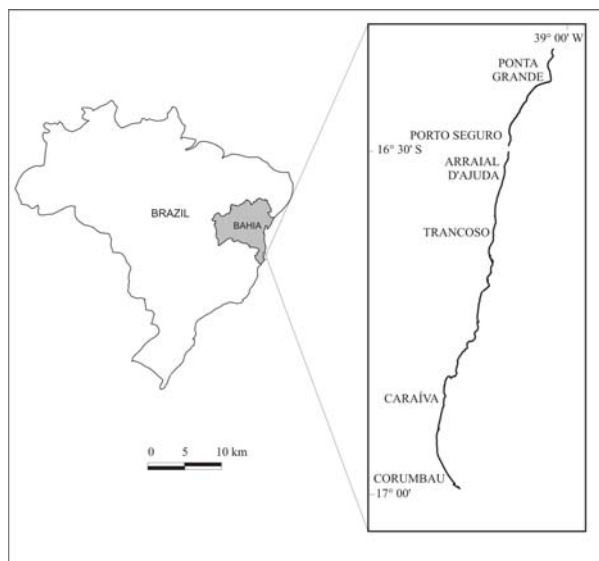 39° 00' W
PONTA
GRANDE
PORTO SEGURO
16° 30' S
ARRAIAL
D'AJUDA
TRANCOSO
BRAZIL
BAHIA
CARAÍVA
0 5 10 km
CORUMBAU
17° 00'